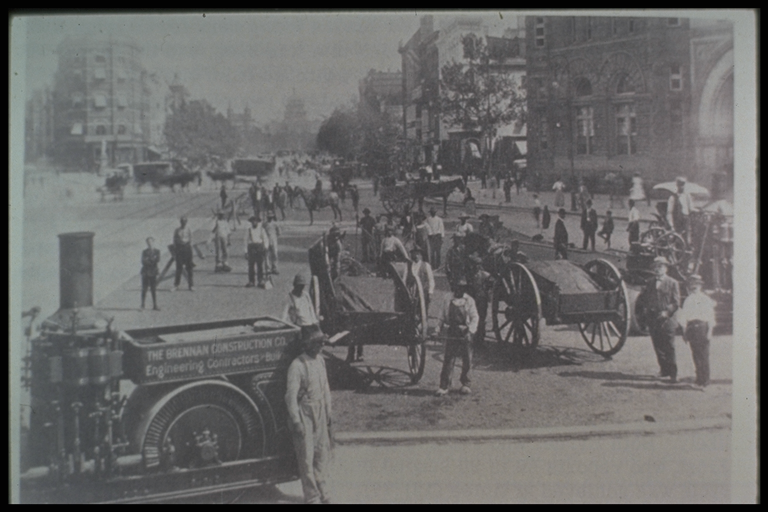 THE BRENNAN CONSTRUCTION CO.
Engineering Contractors-